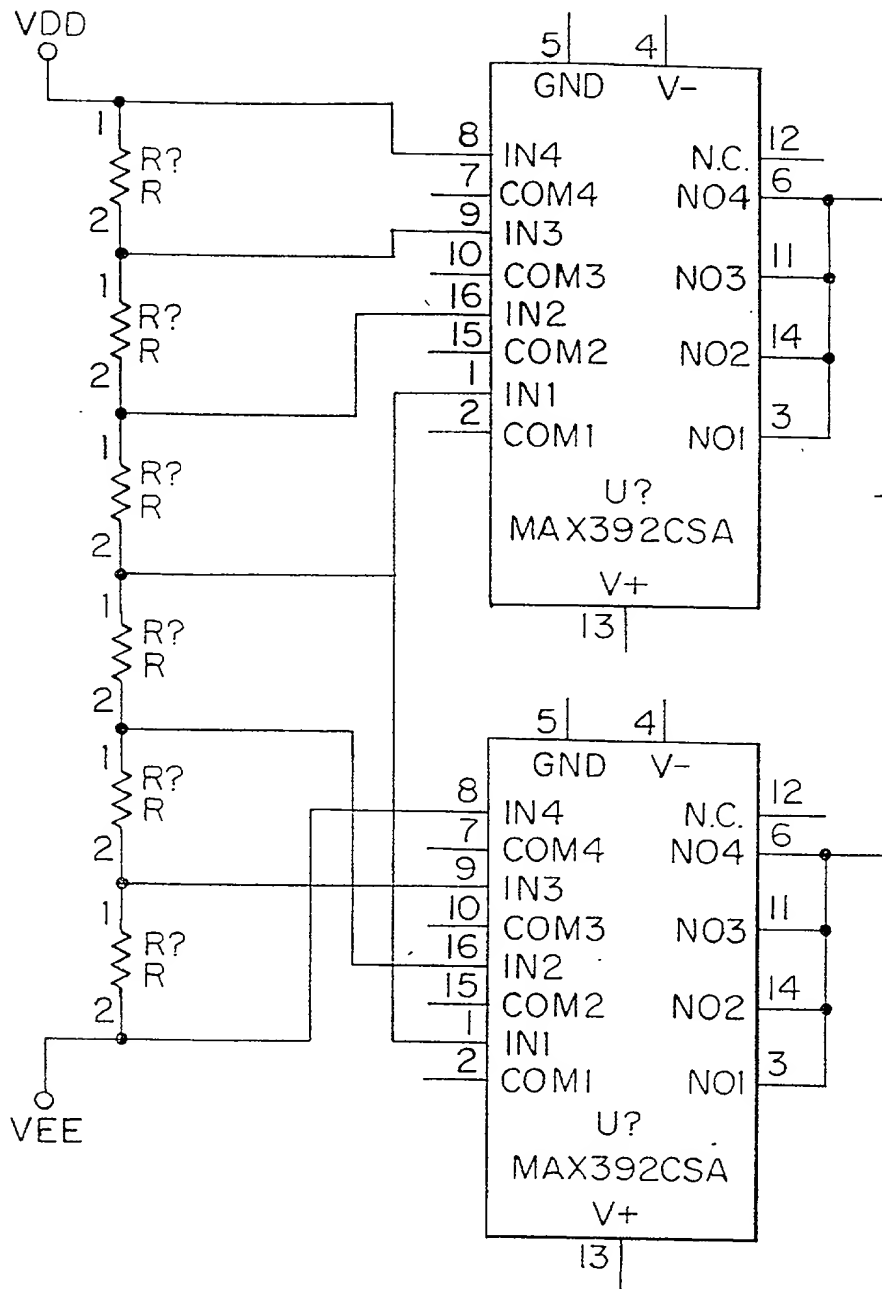 VDD
1
R?
R
2
1
R?
R
2
1
R?
R
2
1
R?
R
2
1
R?
R
2
1
R?
R
2
VEE
5
4
GND V-
8
IN4
7
COM4
9
IN3
10
COM3
16
IN2
15
COM2
1
IN1
2
COM1
N.C.
12
NO4
6
NO3
11
NO2
14
NO1
3
U?
MAX392CSA
V+
13
5
4
GND V-
8
IN4
7
COM4
9
IN3
10
COM3
16
IN2
15
COM2
1
IN1
2
COM1
N.C.
12
NO4
6
NO3
11
NO2
14
NO1
3
U?
MAX392CSA
V+
13